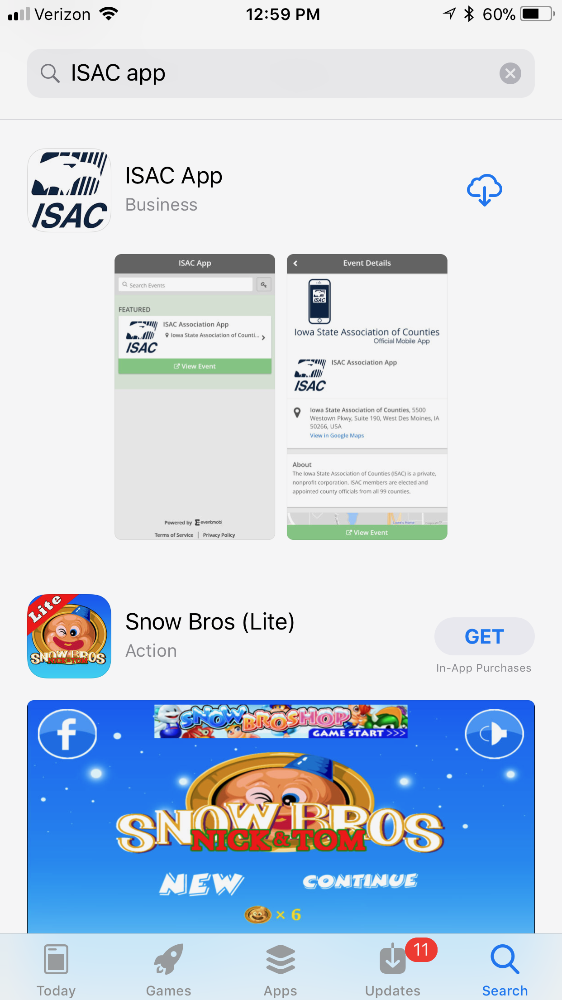 Verizon 12:59 PM 60%
ISAC app
ISAC
ISAC App
Business
ISAC App
Search Events
FEATURED
ISAC
ISAC Association App
Iowa State Association of Counti...
View Event
Powered by eventmobi
Terms of Service | Privacy Policy
Event Details
ISAC
Iowa State Association of Counties
Official Mobile App
ISAC
ISAC Association App
Iowa State Association of Counties, 5500
Westown Pkwy, Suite 190, West Des Moines, IA
50266, USA
View in Google Maps
About
The Iowa State Association of Counties (ISAC) is a private,
nonprofit corporation. ISAC members are elected and
appointed county officials from all 99 counties.
Lowe's Home
Corporate Dr
View Event
Lite
SNOW BROS
NICK & TOM
Snow Bros (Lite)
Action
GET
In-App Purchases
f
SNOWBROSHOP
GAME START >>>
SNOW BROS
NICK & TOM
NEW CONTINUE
× 6
11
Today Games Apps Updates Search